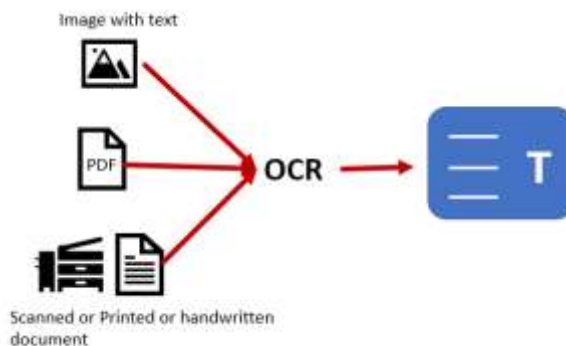 Image with text
PDF
OCR
T
Scanned or Printed or handwritten
document